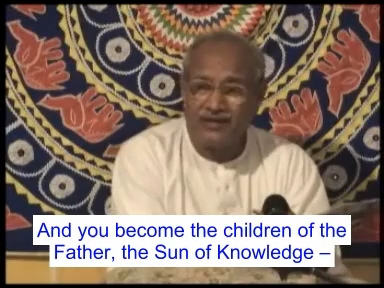 And you become the children of the
Father, the Sun of Knowledge –